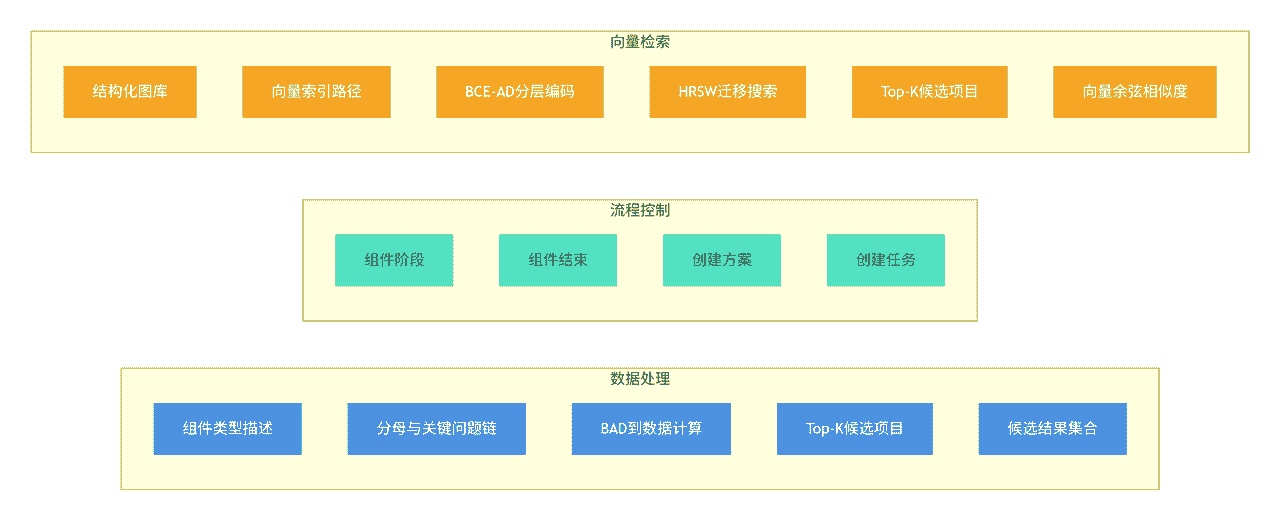 向量检索
结构化图库
向量索引路径
BCE-AD分层编码
HRSW迁移搜索
Top-K候选项目
向量余弦相似度
流程控制
组件阶段
组件结束
创建方案
创建任务
数据处理
组件类型描述
分母与关键问题链
BAD到数据计算
Top-K候选项目
候选结果集合